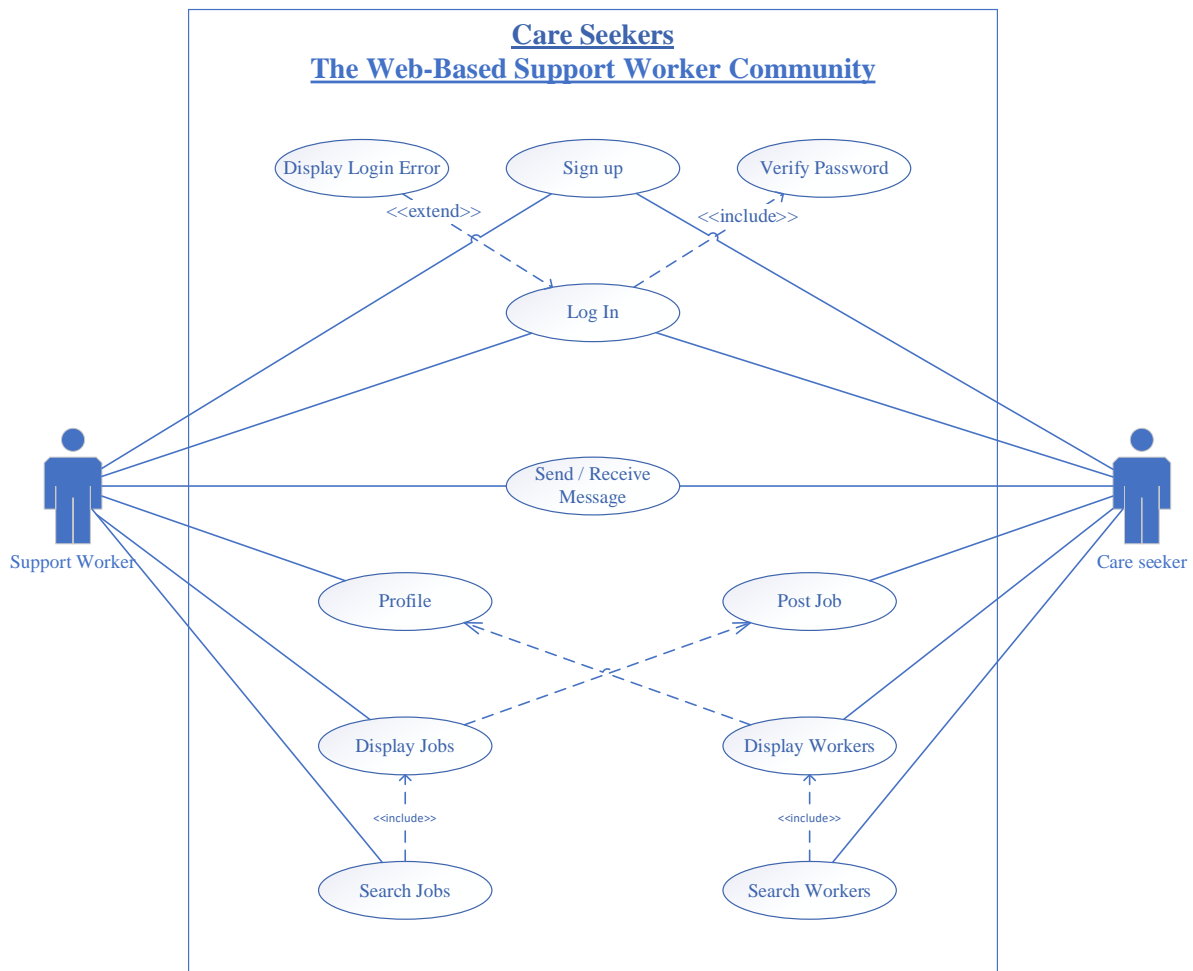 Care Seekers
The Web-Based Support Worker Community
Display Login Error
Sign up
Verify Password
<<extend>>
<<include>>
Log In
Send / Receive
Message
Support Worker
Care seeker
Profile
Post Job
Display Jobs
Display Workers
<<include>>
<<include>>
Search Jobs
Search Workers